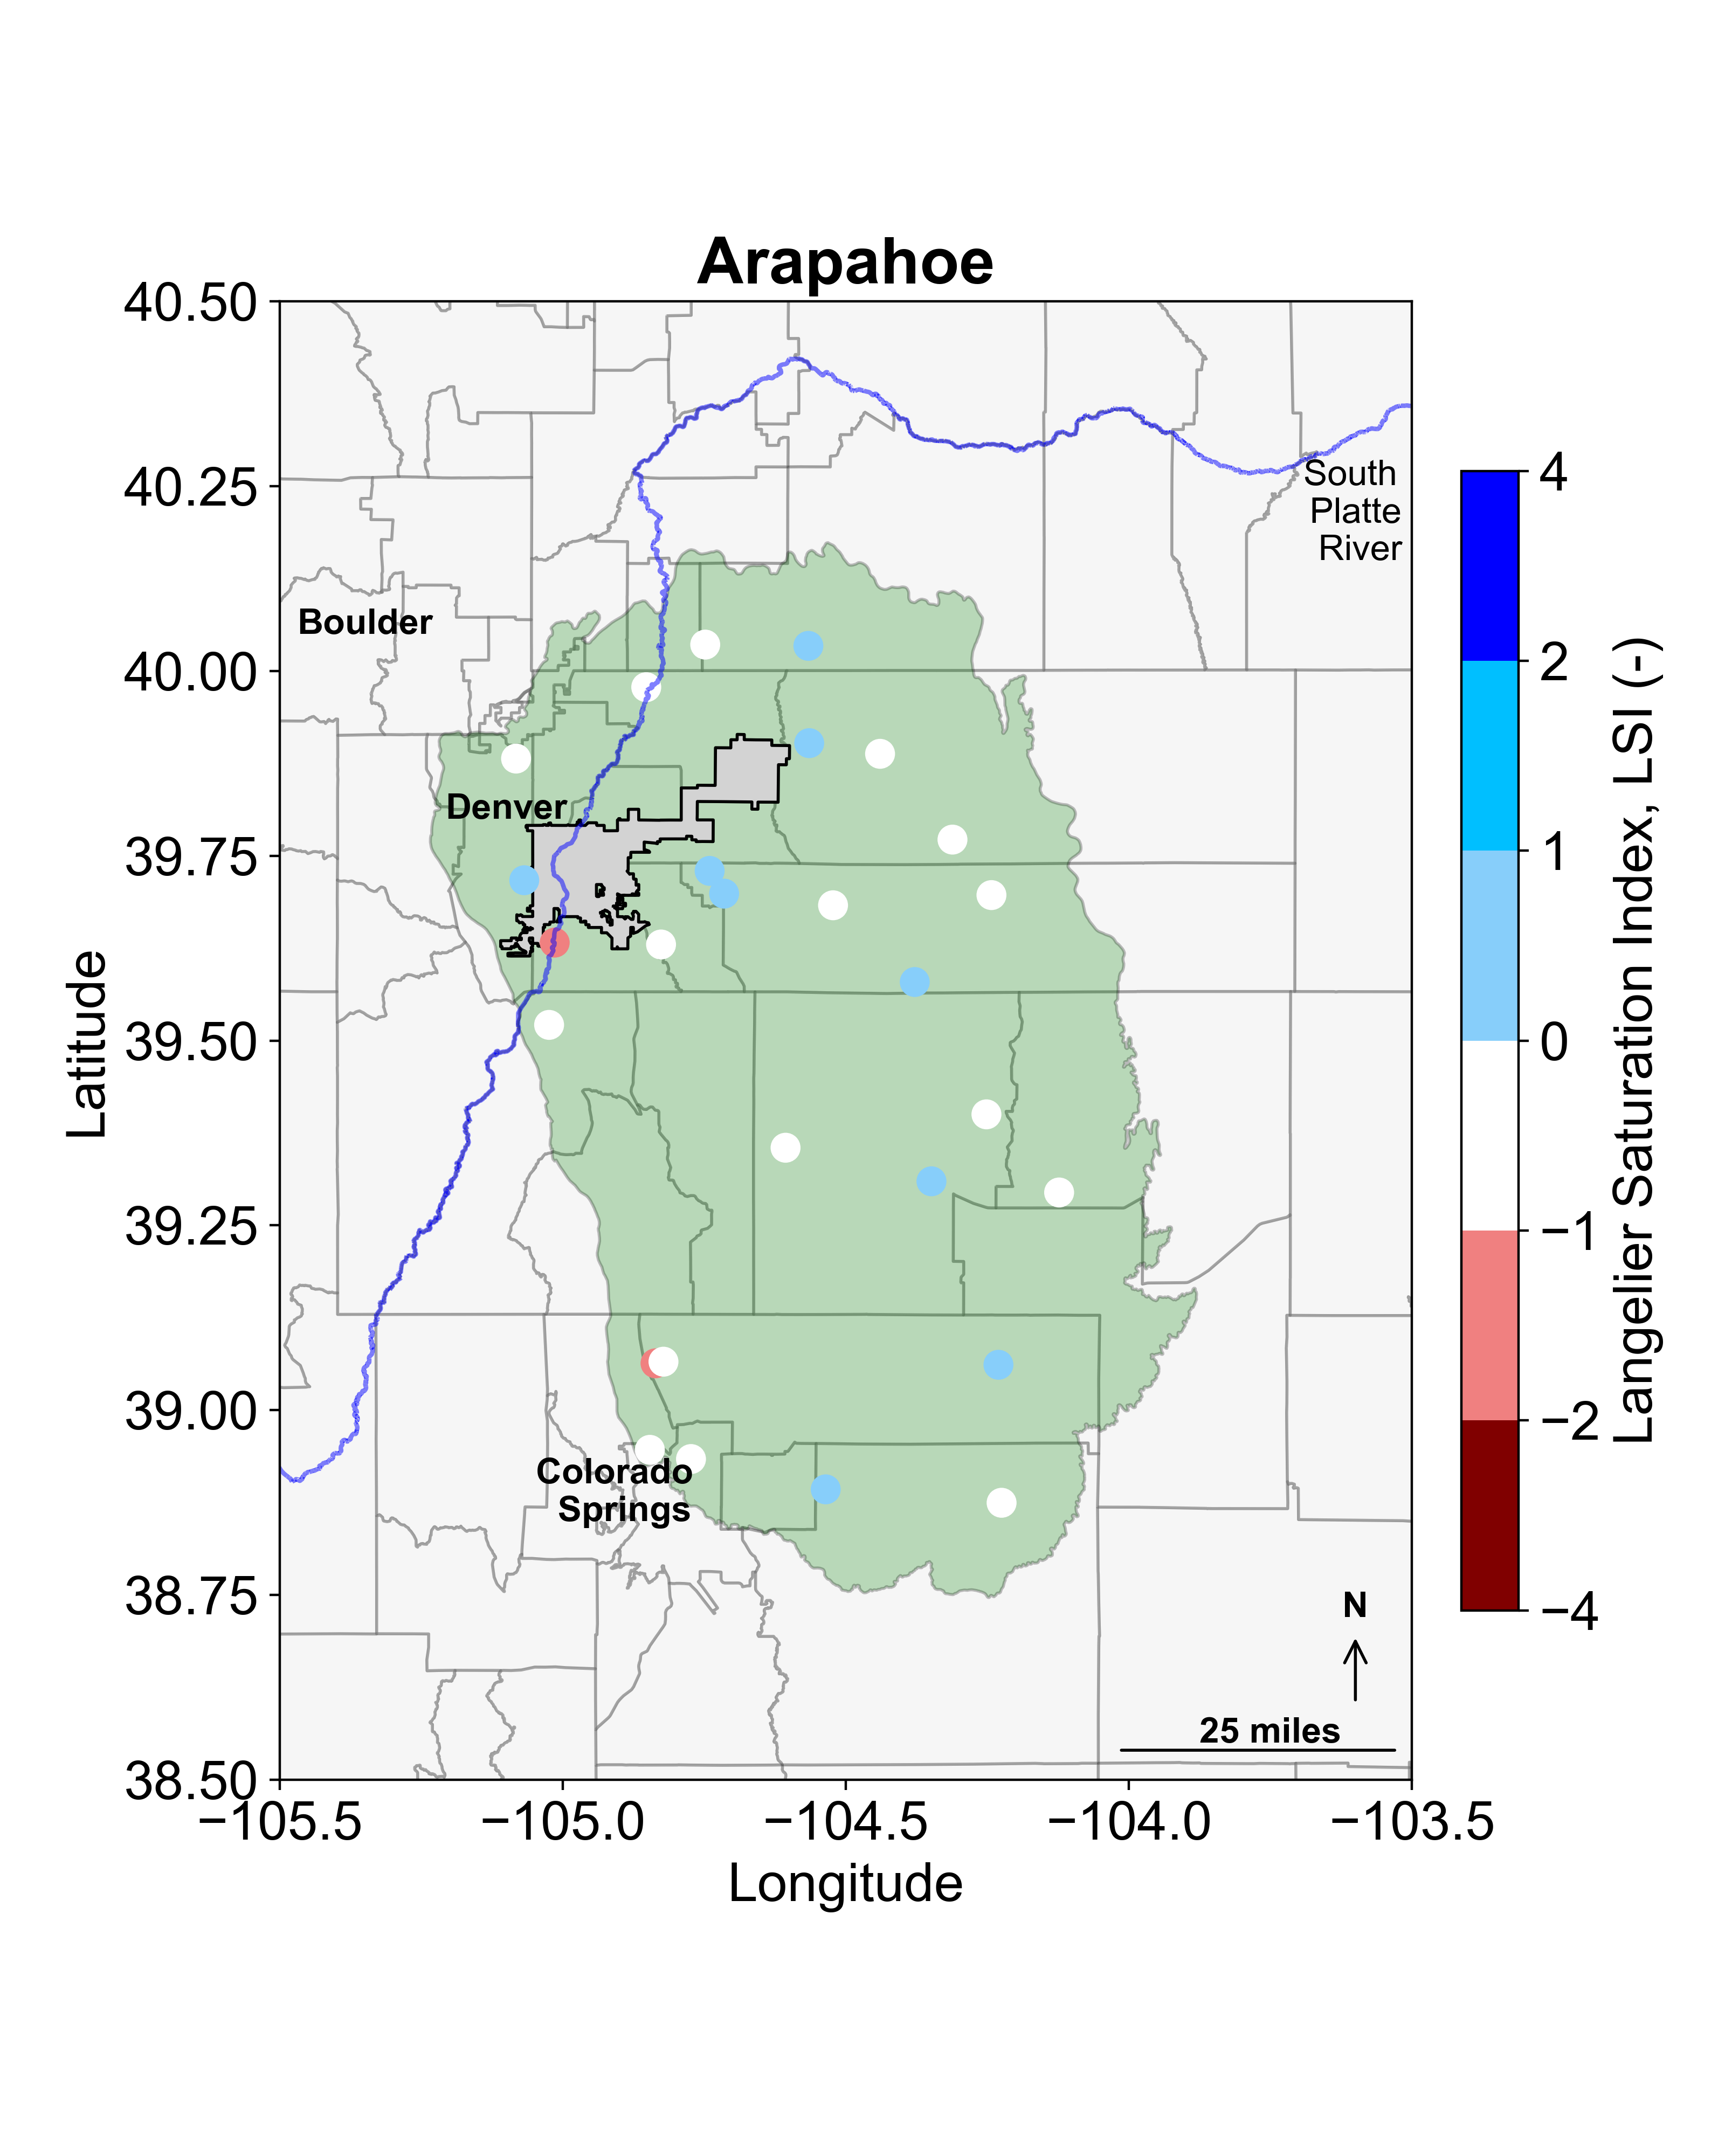 Arapahoe
40.50
40.25
40.00
39.75
39.50
39.25
39.00
38.75
38.50
Latitude
South
Platte
River
Boulder
Denver
Colorado
Springs
N
25 miles
−105.5
−105.0
−104.5
−104.0
−103.5
Longitude
4
2
1
0
−1
−2
−4
Langelier Saturation Index, LSI (-)